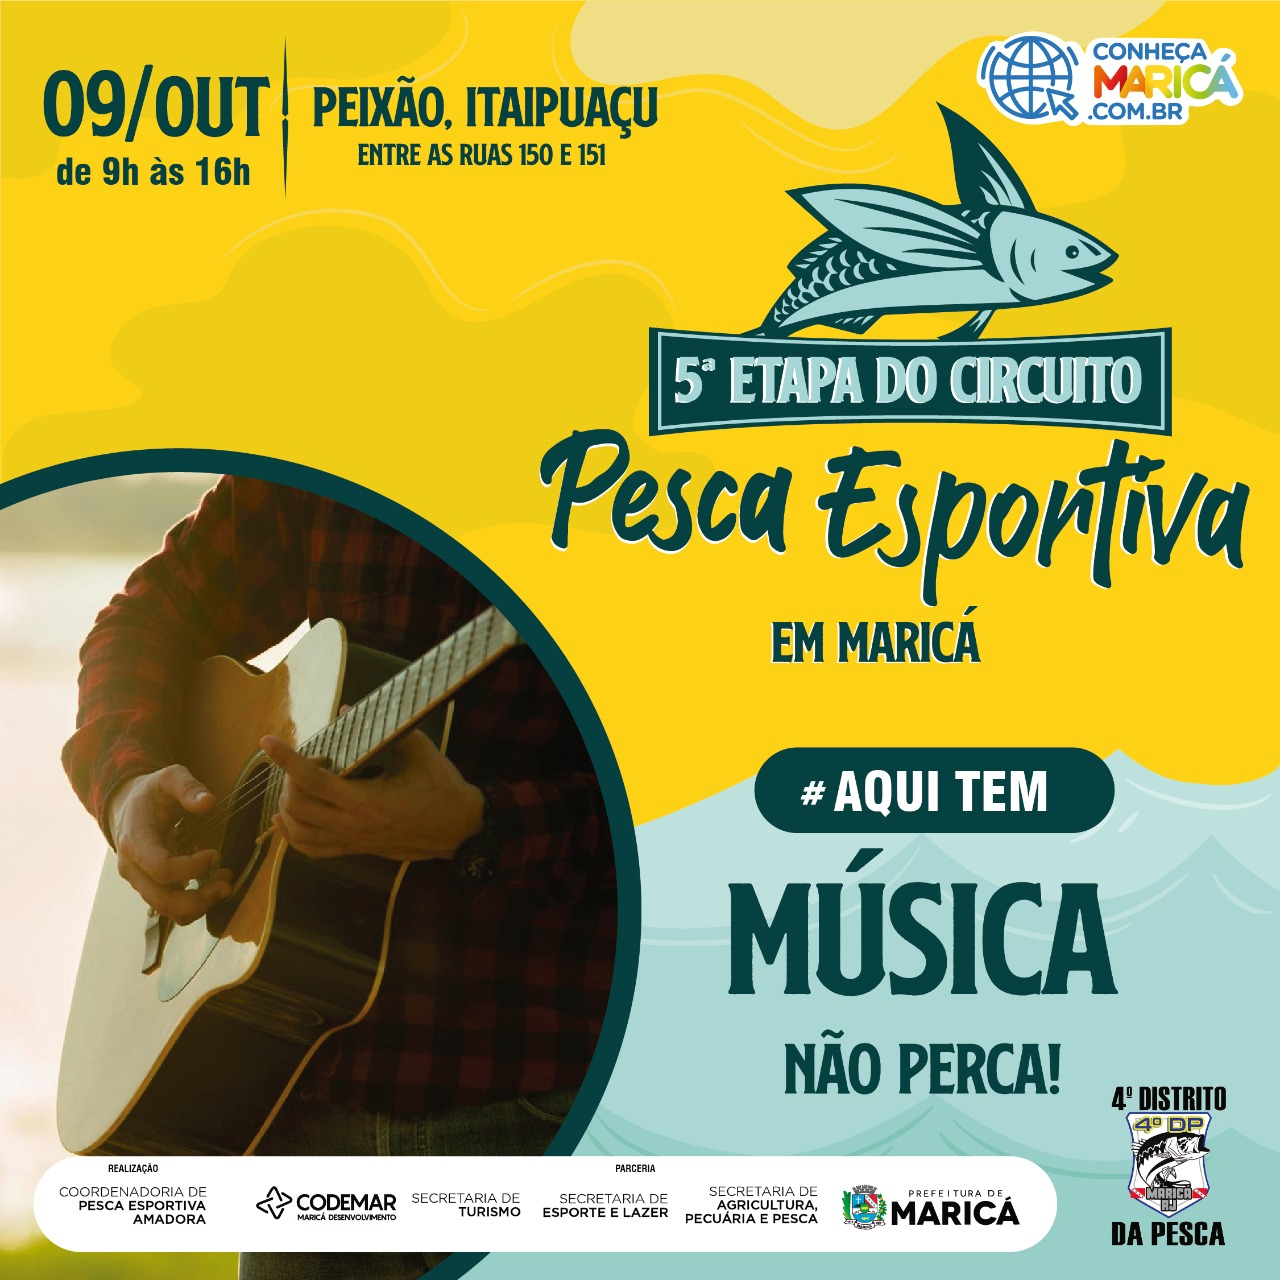 09/OUT
de 9h às 16h
PEIXÃO, ITAIPUAÇU
ENTRE AS RUAS 150 E 151
CONHEÇA
MARICÁ
.COM.BR
5ª ETAPA DO CIRCUITO
Pesca Esportiva
EM MARICÁ
# AQUI TEM
MÚSICA
NÃO PERCA!
4º DISTRITO
4º DP
MARICÁ
RJ
DA PESCA
REALIZAÇÃO
COORDENADORIA DE
PESCA ESPORTIVA
AMADORA
CODEMAR
MARICÁ DESENVOLVIMENTO
PARCERIA
SECRETARIA DE
TURISMO
SECRETARIA DE
ESPORTE E LAZER
SECRETARIA DE
AGRICULTURA,
PECUÁRIA E PESCA
PREFEITURA DE
MARICÁ